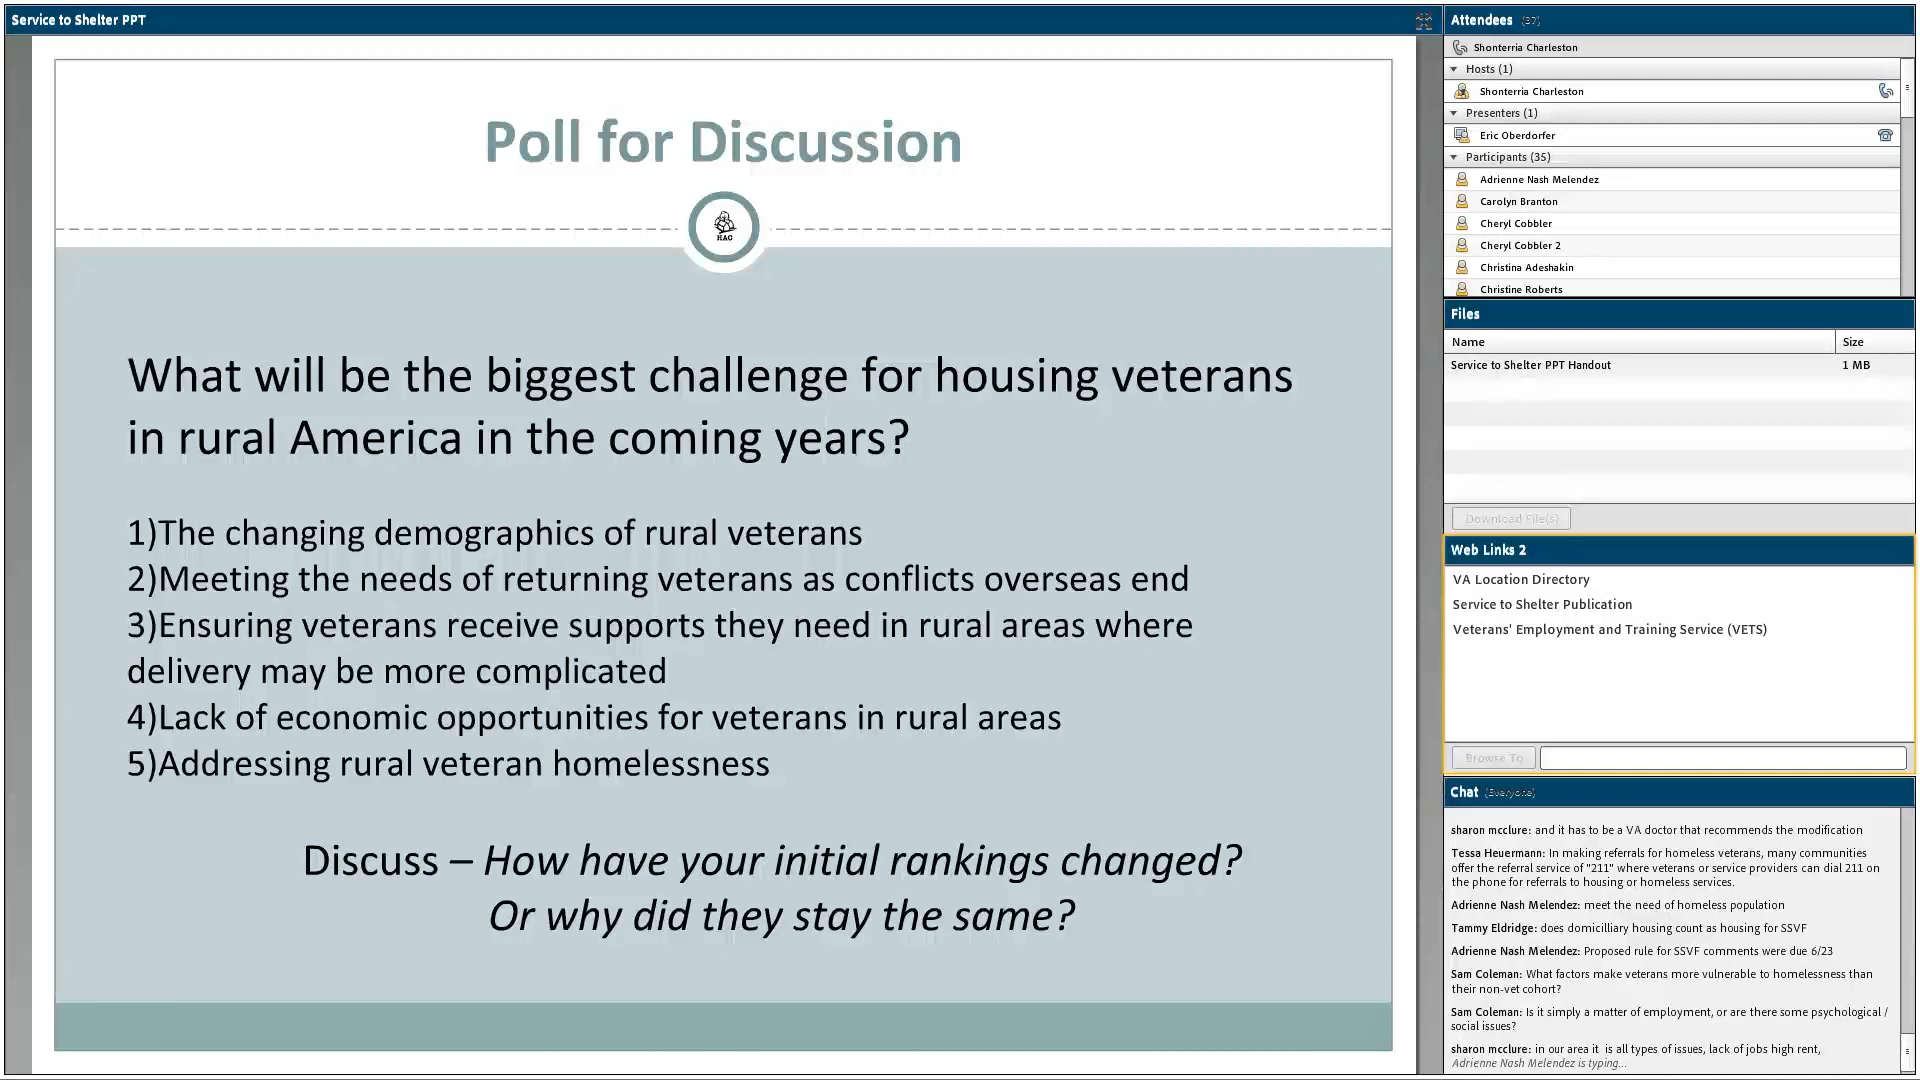 Service to Shelter PPT
Poll for Discussion
HAC
What will be the biggest challenge for housing veterans
in rural America in the coming years?
1)The changing demographics of rural veterans
2)Meeting the needs of returning veterans as conflicts overseas end
3)Ensuring veterans receive supports they need in rural areas where
delivery may be more complicated
4)Lack of economic opportunities for veterans in rural areas
5)Addressing rural veteran homelessness
Discuss – How have your initial rankings changed?
Or why did they stay the same?
Attendees (37)
Shonterria Charleston
Hosts (1)
Shonterria Charleston
Presenters (1)
Eric Oberdorfer
Participants (35)
Adrienne Nash Melendez
Carolyn Branton
Cheryl Cobbler
Cheryl Cobbler 2
Christina Adeshakin
Christine Roberts
Files
Name Size
Service to Shelter PPT Handout 1 MB
Download File(s)
Web Links 2
VA Location Directory
Service to Shelter Publication
Veterans' Employment and Training Service (VETS)
Browse To
Chat (Everyone)
sharon mcclure: and it has to be a VA doctor that recommends the modification
Tessa Heuermann: In making referrals for homeless veterans, many communities
offer the referral service of "211" where veterans or service providers can dial 211 on
the phone for referrals to housing or homeless services.
Adrienne Nash Melendez: meet the need of homeless population
Tammy Eldridge: does domicilliary housing count as housing for SSVF
Adrienne Nash Melendez: Proposed rule for SSVF comments were due 6/23
Sam Coleman: What factors make veterans more vulnerable to homelessness than
their non-vet cohort?
Sam Coleman: Is it simply a matter of employment, or are there some psychological /
social issues?
sharon mcclure: in our area it is all types of issues, lack of jobs high rent,
Adrienne Nash Melendez is typing...